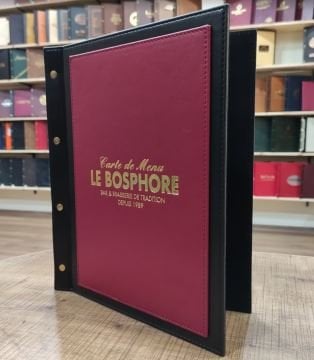 Carte de Menu
LE BOSPHORE
BAR & BRASSERIE DE TRADITION
DEPUIS 1989